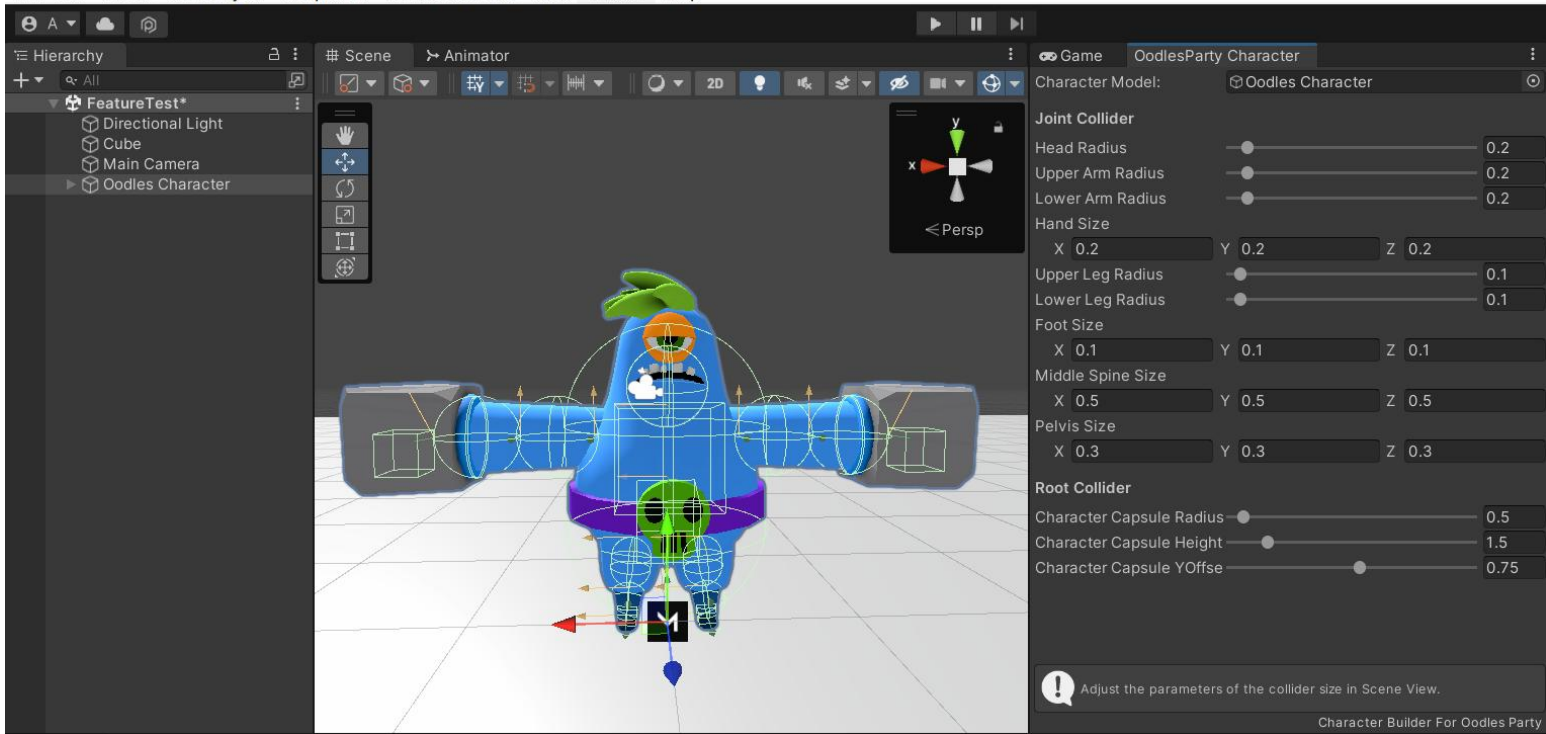 A
Hierarchy
# Scene
Animator
Game
OodlesParty Character
All
2D
Character Model:
Oodles Character
FeatureTest*
Directional Light
Cube
Main Camera
Oodles Character
y
x
Persp
Joint Collider
Head Radius 0.2
Upper Arm Radius 0.2
Lower Arm Radius 0.2
Hand Size
X 0.2 Y 0.2 Z 0.2
Upper Leg Radius 0.1
Lower Leg Radius 0.1
Foot Size
X 0.1 Y 0.1 Z 0.1
Middle Spine Size
X 0.5 Y 0.5 Z 0.5
Pelvis Size
X 0.3 Y 0.3 Z 0.3
Root Collider
Character Capsule Radius 0.5
Character Capsule Height 1.5
Character Capsule YOffse 0.75
Adjust the parameters of the collider size in Scene View.
Character Builder For Oodles Party